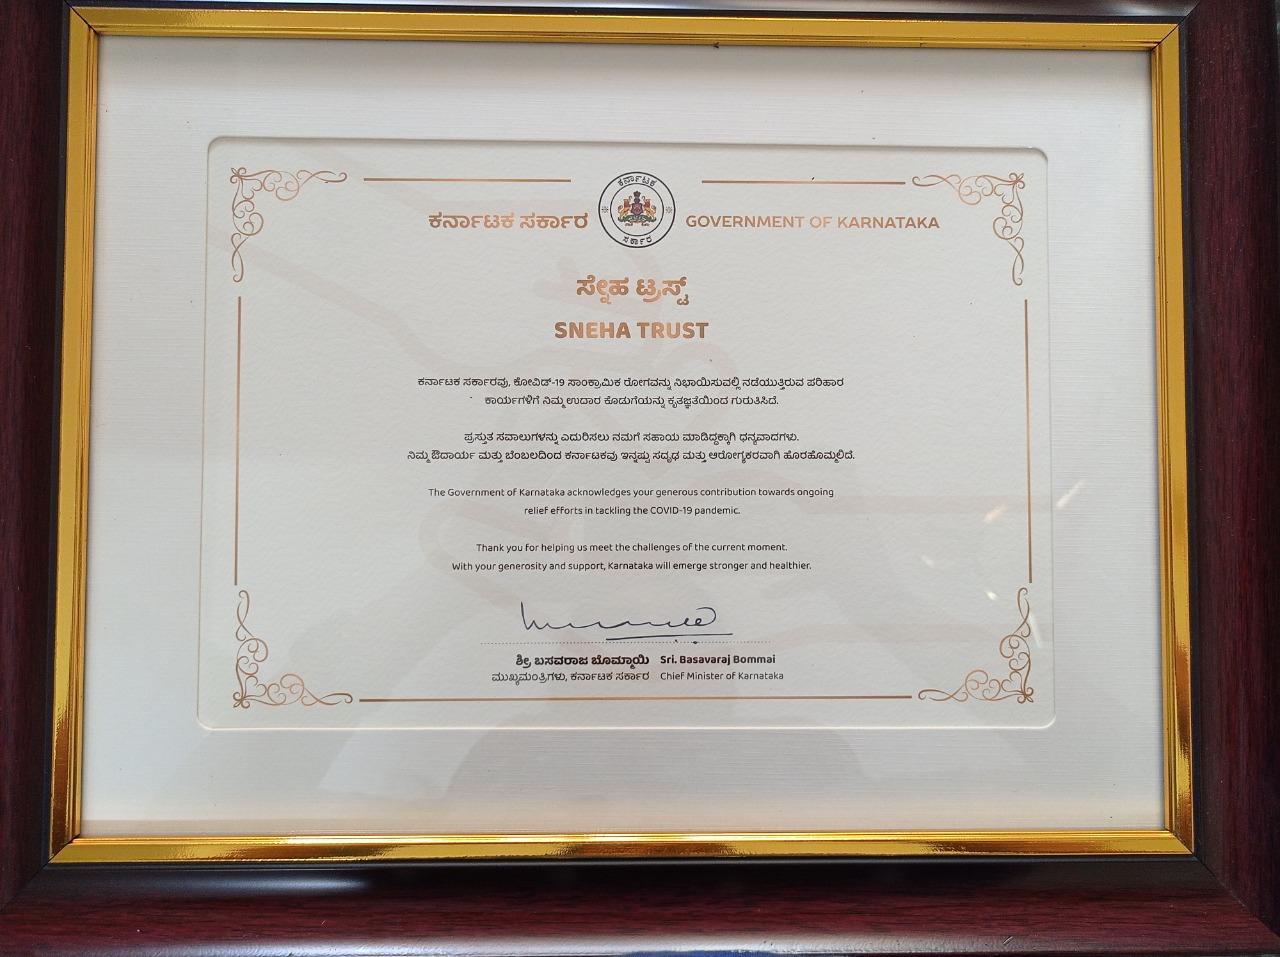 ಕರ್ನಾಟಕ ಸರ್ಕಾರ
ಕರ್ನಾಟಕ
ಸರ್ಕಾರ
GOVERNMENT OF KARNATAKA
ಸ್ನೇಹ ಟ್ರಸ್ಟ್
SNEHA TRUST
ಕರ್ನಾಟಕ ಸರ್ಕಾರವು, ಕೋವಿಡ್-19 ಸಾಂಕ್ರಾಮಿಕ ರೋಗವನ್ನು ನಿಭಾಯಿಸುವಲ್ಲಿ ನಡೆಯುತ್ತಿರುವ ಪರಿಹಾರ
ಕಾರ್ಯಗಳಿಗೆ ನಿಮ್ಮ ಉದಾರ ಕೊಡುಗೆಯನ್ನು ಕೃತಜ್ಞತೆಯಿಂದ ಗುರುತಿಸಿದೆ.
ಪ್ರಸ್ತುತ ಸವಾಲುಗಳನ್ನು ಎದುರಿಸಲು ನಮಗೆ ಸಹಾಯ ಮಾಡಿದ್ದಕ್ಕಾಗಿ ಧನ್ಯವಾದಗಳು.
ನಿಮ್ಮ ಔದಾರ್ಯ ಮತ್ತು ಬೆಂಬಲದಿಂದ ಕರ್ನಾಟಕವು ಇನ್ನಷ್ಟು ಸದೃಢ ಮತ್ತು ಆರೋಗ್ಯಕರವಾಗಿ ಹೊರಹೊಮ್ಮಲಿದೆ.
The Government of Karnataka acknowledges your generous contribution towards ongoing
relief efforts in tackling the COVID-19 pandemic.
Thank you for helping us meet the challenges of the current moment.
With your generosity and support, Karnataka will emerge stronger and healthier.
ಶ್ರೀ ಬಸವರಾಜ ಬೊಮ್ಮಾಯಿ Sri. Basavaraj Bommai
ಮುಖ್ಯಮಂತ್ರಿಗಳು, ಕರ್ನಾಟಕ ಸರ್ಕಾರ Chief Minister of Karnataka